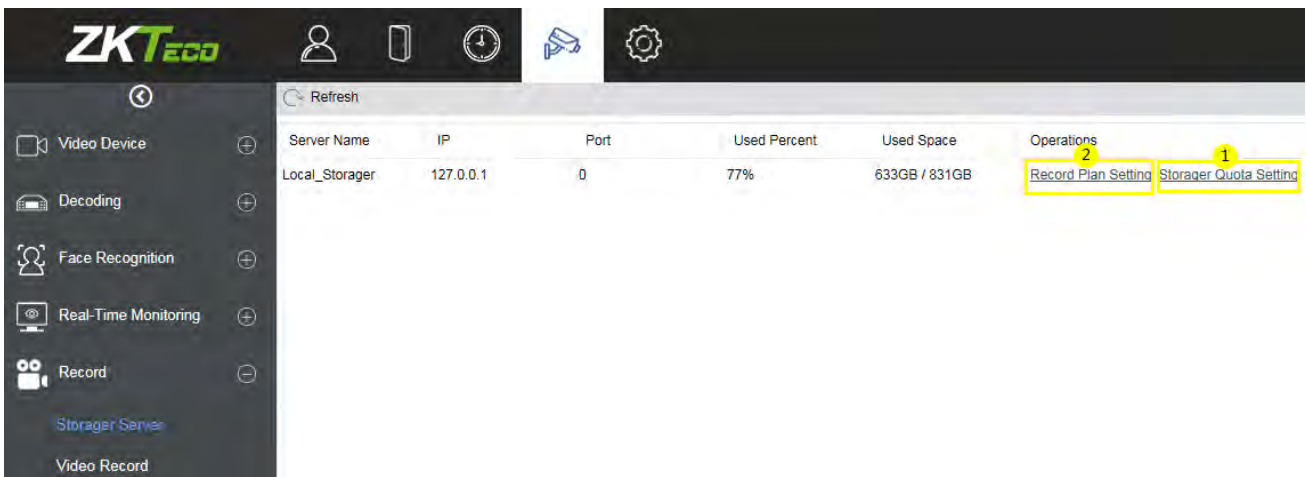 ZKTECO
Refresh
Video Device
Decoding
Face Recognition
Real-Time Monitoring
Record
Storager Server
Video Record
Server Name IP Port Used Percent Used Space Operations
2 1
Local_Storager 127.0.0.1 0 77% 633GB / 831GB Record Plan Setting Storager Quota Setting